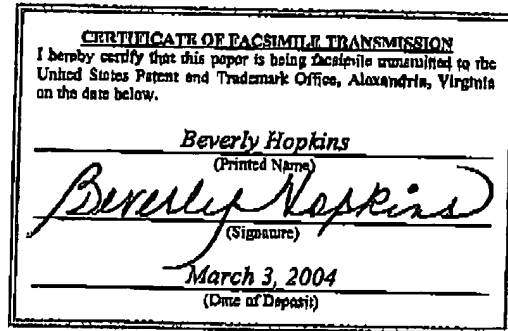 CERTIFICATE OF FACSIMILE TRANSMISSION
I hereby certify that this paper is being facsimile transmitted to the
United States Patent and Trademark Office, Alexandria, Virginia
on the date below.
Beverly Hopkins
(Printed Name)
Beverly Hopkins
(Signature)
March 3, 2004
(Date of Deposit)